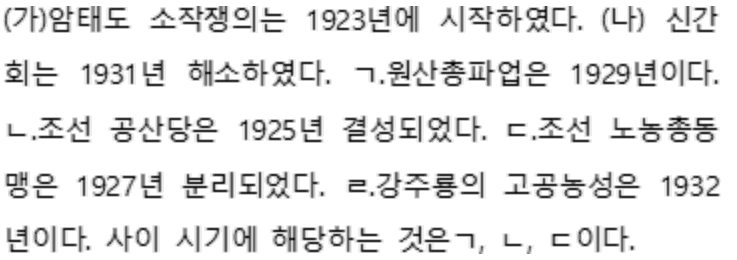 (가)암태도 소작쟁의는 1923년에 시작하였다. (나) 신간
회는 1931년 해소하였다. ㄱ.원산총파업은 1929년이다.
ㄴ.조선 공산당은 1925년 결성되었다. ㄷ.조선 노농총동
맹은 1927년 분리되었다. ㄹ.강주룡의 고공농성은 1932
년이다. 사이 시기에 해당하는 것은ㄱ, ㄴ, ㄷ이다.